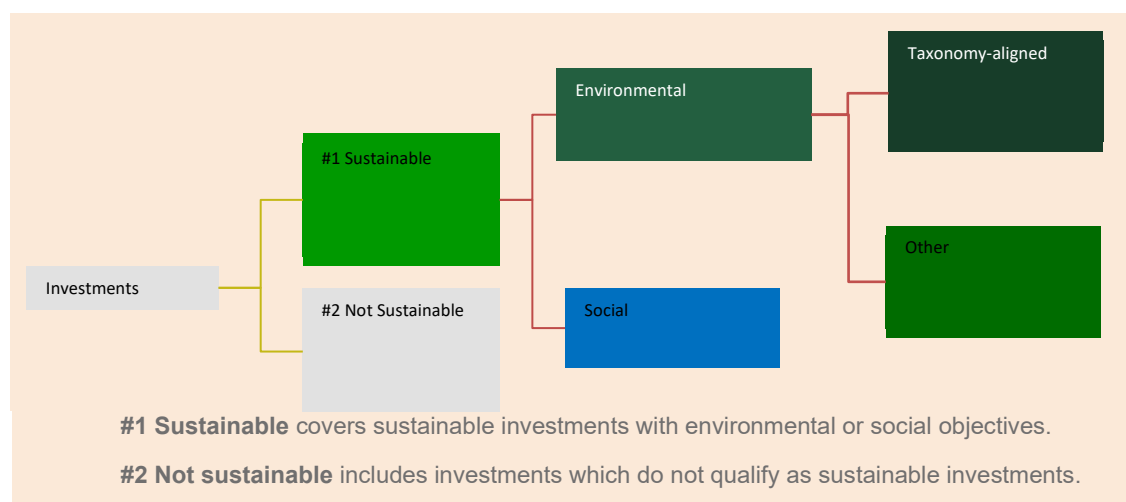 Taxonomy-aligned
Environmental
#1 Sustainable
Other
Investments
#2 Not Sustainable
Social
#1 Sustainable covers sustainable investments with environmental or social objectives.
#2 Not sustainable includes investments which do not qualify as sustainable investments.